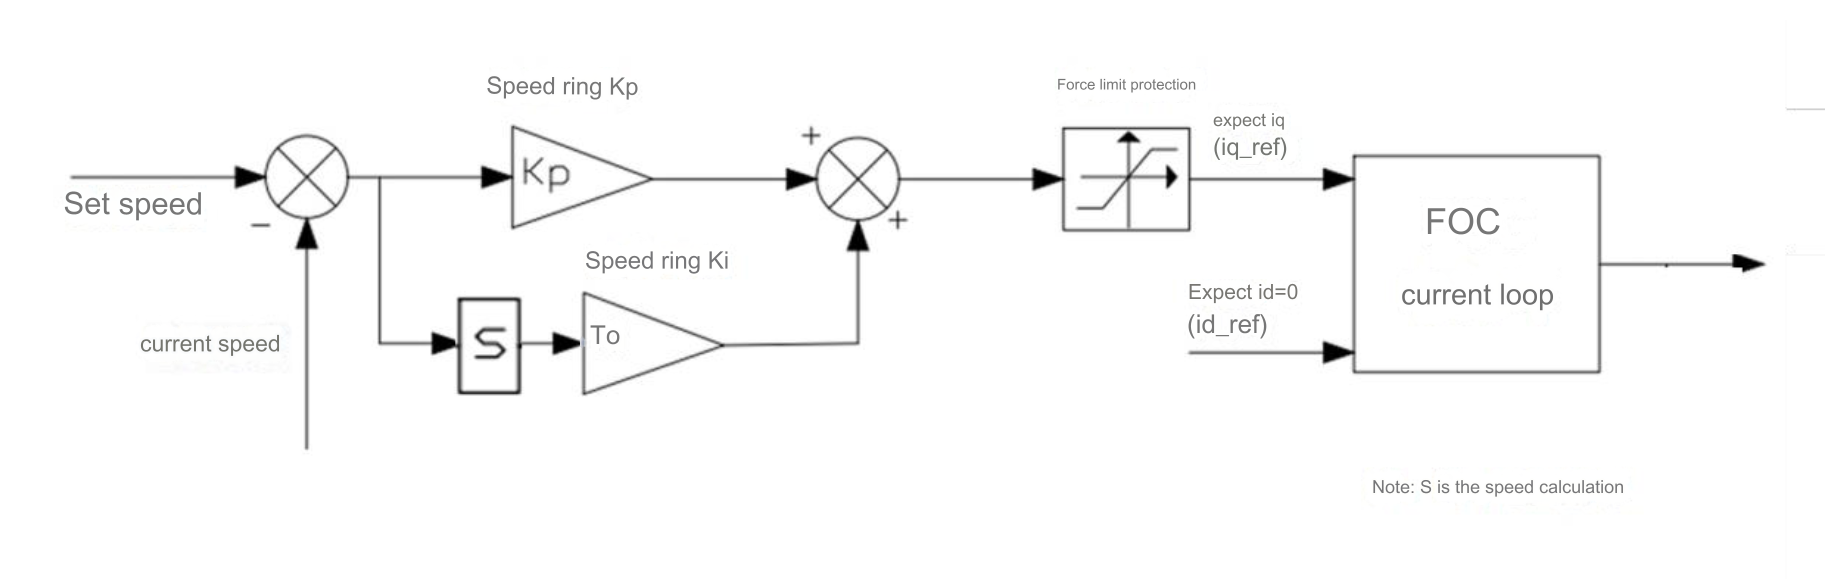 Speed ring Kp
Force limit protection
expect iq
(iq_ref)
+
Kp
Set speed
−
+
FOC
Speed ring Ki
current loop
Expect id=0
(id_ref)
current speed
S
To
Note: S is the speed calculation